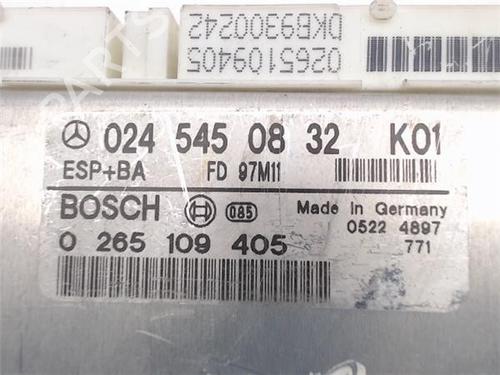 DKB9300242
0265109405
024 545 08 32 K01
ESP+BA FD 97M11
BOSCH 085 Made in Germany
0522 4897
0 265 109 405 771